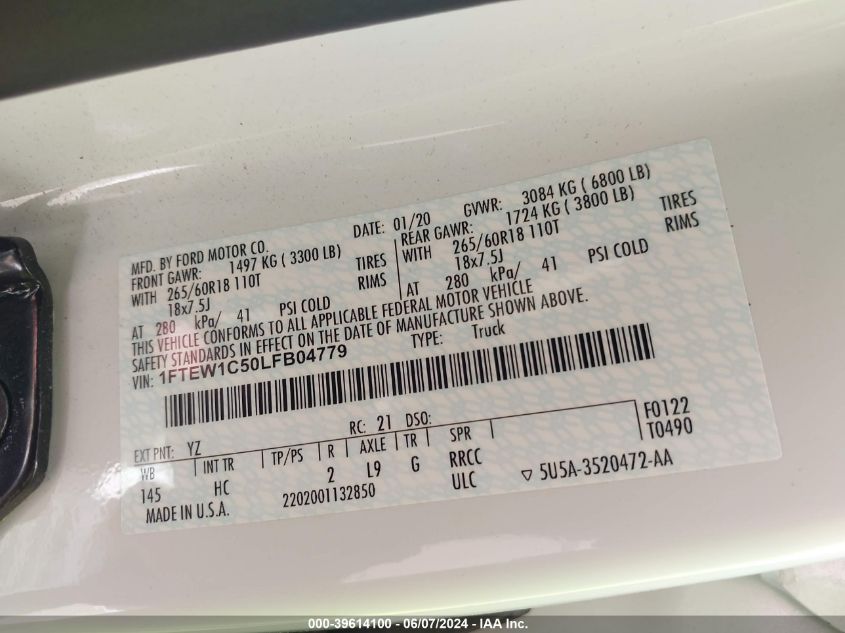 MFD. BY FORD MOTOR CO.
DATE: 01/20 GVWR: 3084 KG ( 6800 LB)
FRONT GAWR: 1497 KG ( 3300 LB)
REAR GAWR: 1724 KG ( 3800 LB)
WITH 265/60R18 110T TIRES
WITH 265/60R18 110T TIRES
18x7.5J RIMS
18x7.5J RIMS
AT 280 kPa/ 41 PSI COLD
AT 280 kPa/ 41 PSI COLD
THIS VEHICLE CONFORMS TO ALL APPLICABLE FEDERAL MOTOR VEHICLE
SAFETY STANDARDS IN EFFECT ON THE DATE OF MANUFACTURE SHOWN ABOVE.
VIN: 1FTEW1C50LFB04779 TYPE: Truck
F0122
T0490
EXT PNT: YZ RC: 21 DSO:
WB INT TR TP/PS R AXLE TR SPR
145 HC 2 L9 G RRCC
ULC
MADE IN U.S.A. 2202001132850
▽ 5U5A-3520472-AA
000-39614100 - 06/07/2024 - IAA Inc.